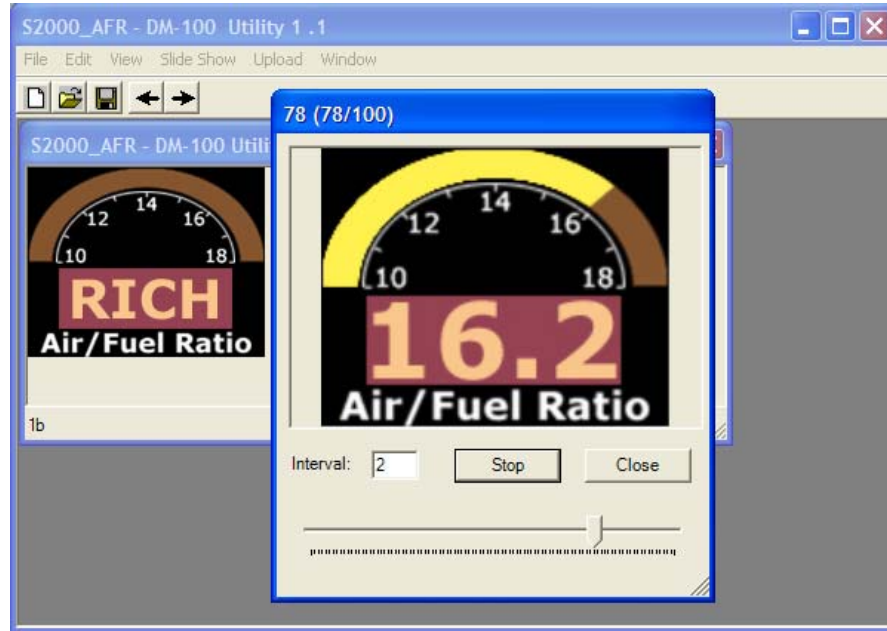 S2000_AFR - DM-100 Utility 1 .1
File Edit View Slide Show Upload Window
S2000_AFR - DM-100 Utili
10 12 14 16 18
RICH
Air/Fuel Ratio
1b
78 (78/100)
10 12 14 16 18
16.2
Air/Fuel Ratio
Interval: 2 Stop Close